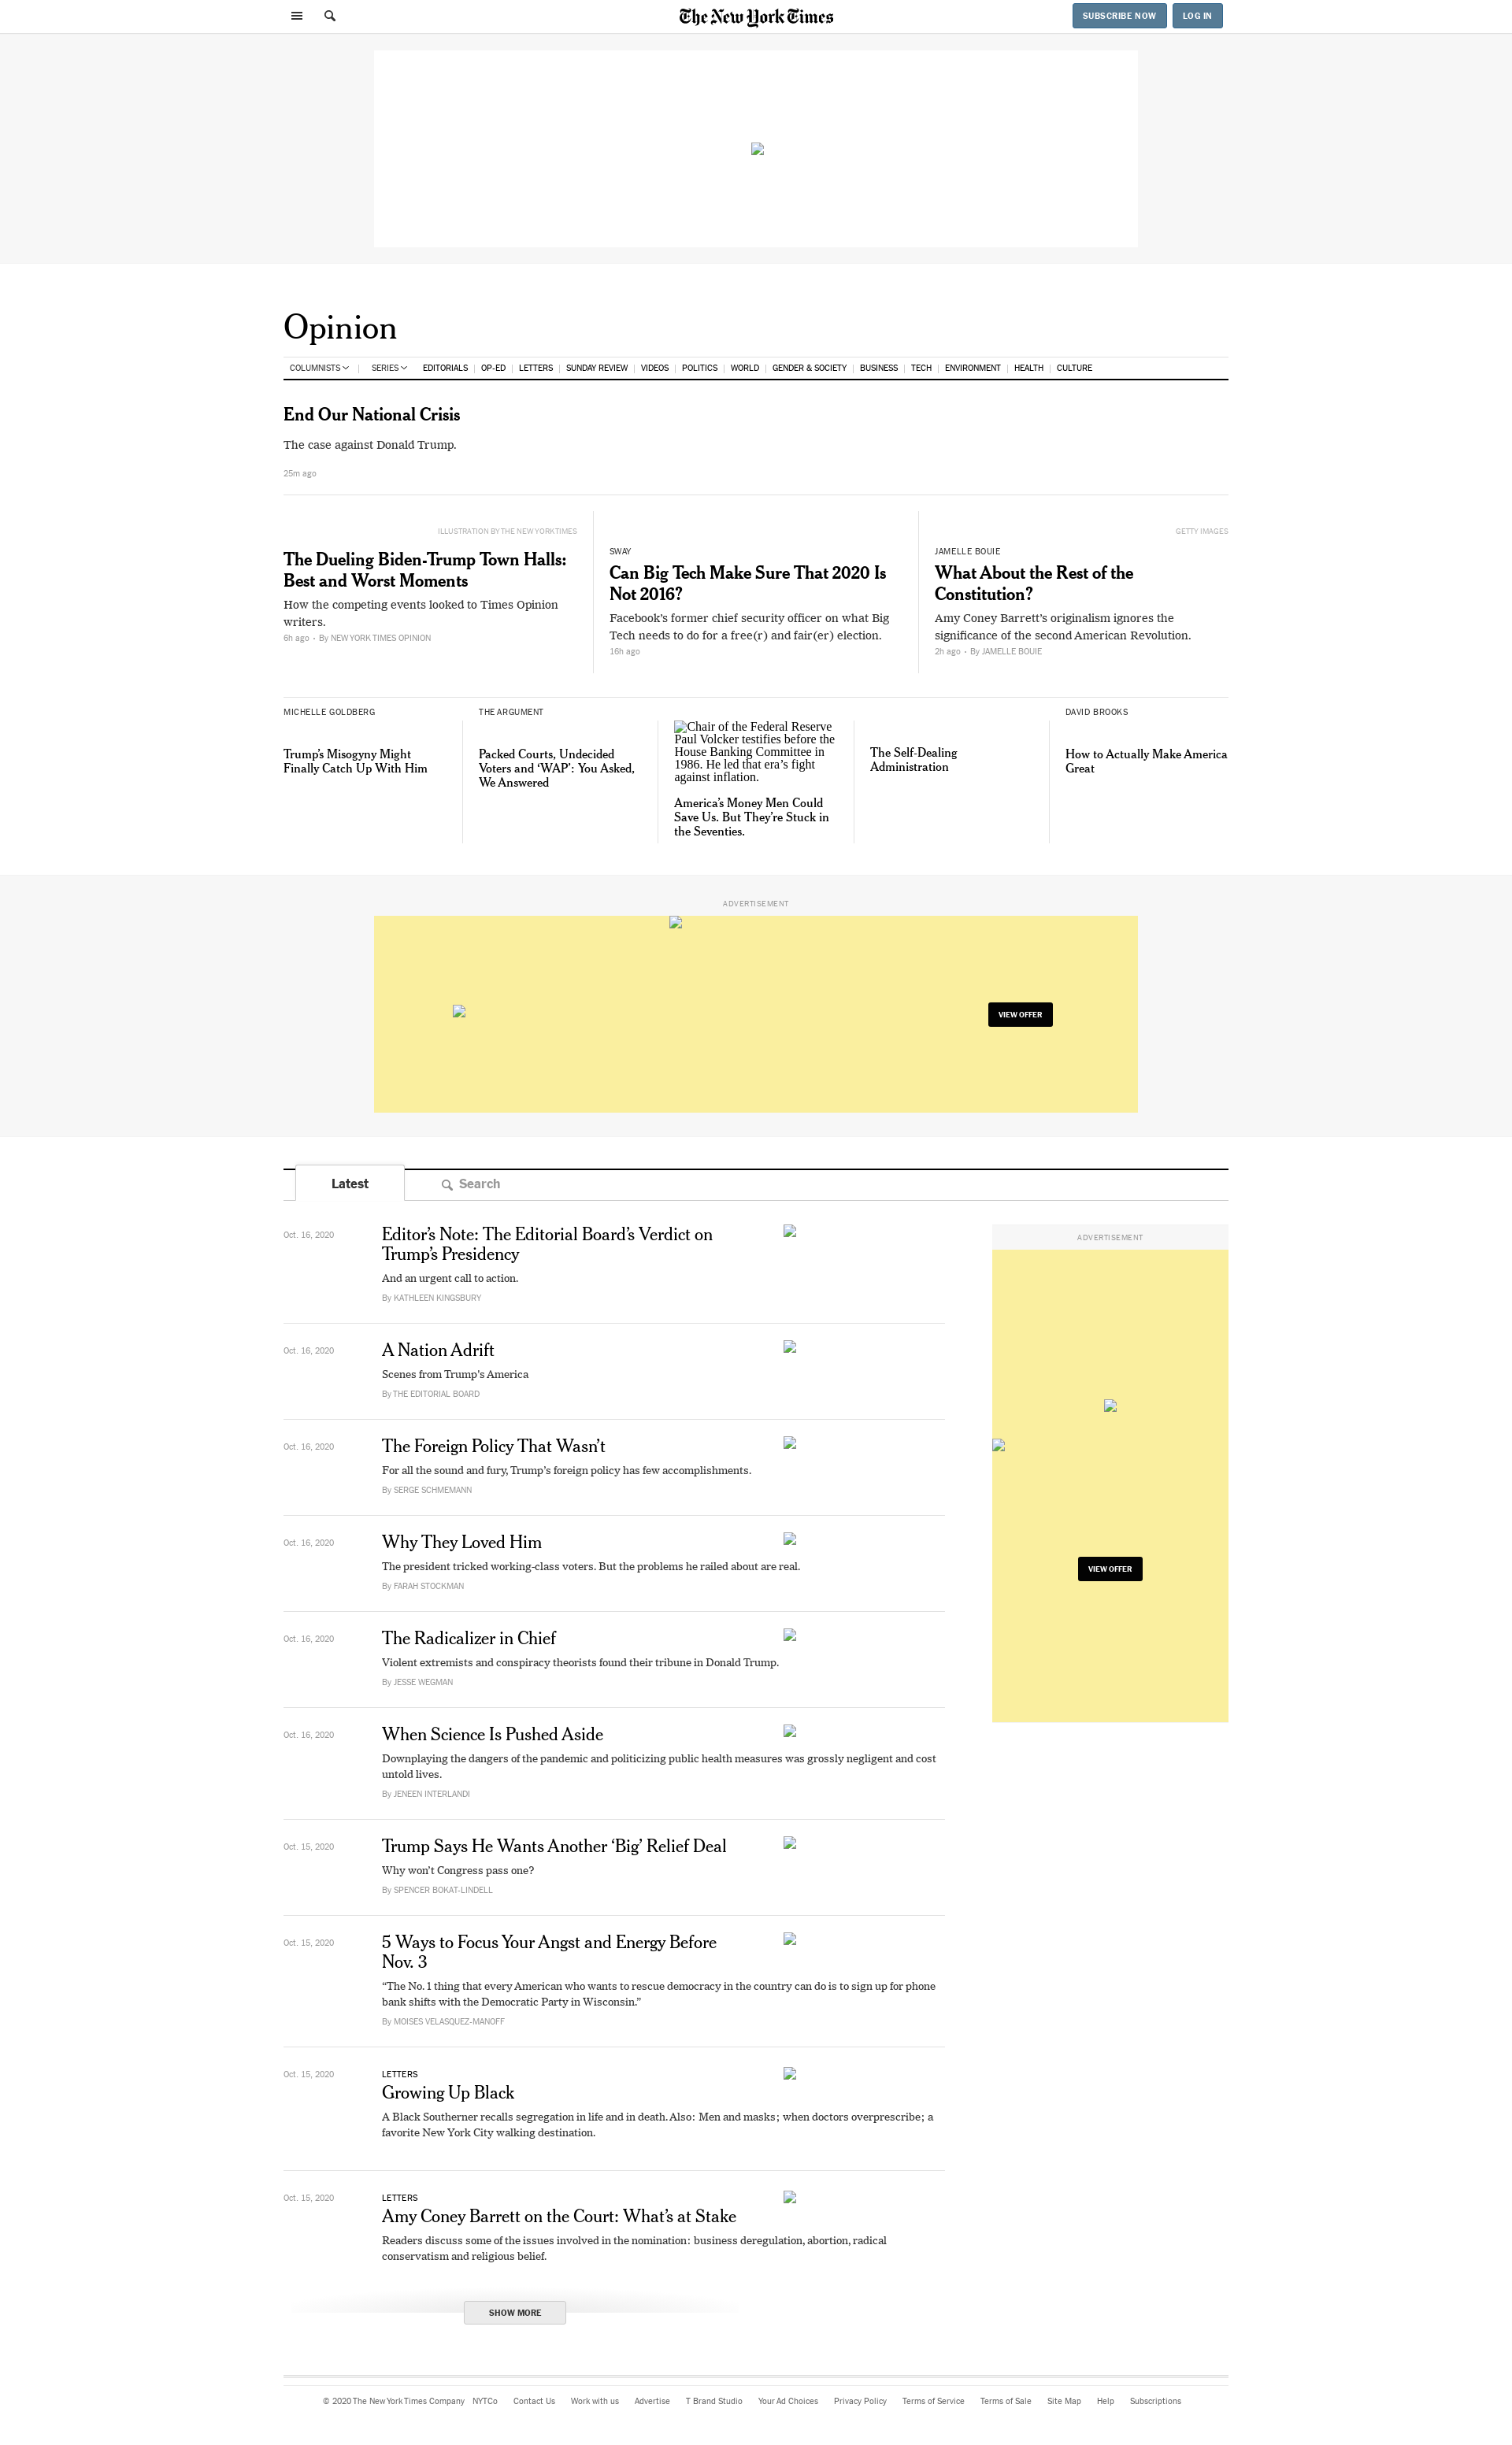 The New York Times
SUBSCRIBE NOW
LOG IN
Opinion
COLUMNISTS
SERIES
EDITORIALS
OP-ED
LETTERS
SUNDAY REVIEW
VIDEOS
POLITICS
WORLD
GENDER & SOCIETY
BUSINESS
TECH
ENVIRONMENT
HEALTH
CULTURE
End Our National Crisis
The case against Donald Trump.
25m ago
ILLUSTRATION BY THE NEW YORK TIMES
The Dueling Biden-Trump Town Halls:
Best and Worst Moments
How the competing events looked to Times Opinion
writers.
6h ago • By NEW YORK TIMES OPINION
SWAY
Can Big Tech Make Sure That 2020 Is
Not 2016?
Facebook’s former chief security officer on what Big
Tech needs to do for a free(r) and fair(er) election.
16h ago
GETTY IMAGES
JAMELLE BOUIE
What About the Rest of the
Constitution?
Amy Coney Barrett’s originalism ignores the
significance of the second American Revolution.
2h ago • By JAMELLE BOUIE
MICHELLE GOLDBERG
Trump’s Misogyny Might
Finally Catch Up With Him
THE ARGUMENT
Packed Courts, Undecided
Voters and ‘WAP’: You Asked,
We Answered
Chair of the Federal Reserve
Paul Volcker testifies before the
House Banking Committee in
1986. He led that era’s fight
against inflation.
America’s Money Men Could
Save Us. But They’re Stuck in
the Seventies.
The Self-Dealing
Administration
DAVID BROOKS
How to Actually Make America
Great
ADVERTISEMENT
VIEW OFFER
Latest
Search
Oct. 16, 2020
Editor’s Note: The Editorial Board’s Verdict on
Trump’s Presidency
And an urgent call to action.
By KATHLEEN KINGSBURY
ADVERTISEMENT
VIEW OFFER
Oct. 16, 2020
A Nation Adrift
Scenes from Trump’s America
By THE EDITORIAL BOARD
Oct. 16, 2020
The Foreign Policy That Wasn’t
For all the sound and fury, Trump’s foreign policy has few accomplishments.
By SERGE SCHMEMANN
Oct. 16, 2020
Why They Loved Him
The president tricked working-class voters. But the problems he railed about are real.
By FARAH STOCKMAN
Oct. 16, 2020
The Radicalizer in Chief
Violent extremists and conspiracy theorists found their tribune in Donald Trump.
By JESSE WEGMAN
Oct. 16, 2020
When Science Is Pushed Aside
Downplaying the dangers of the pandemic and politicizing public health measures was grossly negligent and cost
untold lives.
By JENEEN INTERLANDI
Oct. 15, 2020
Trump Says He Wants Another ‘Big’ Relief Deal
Why won’t Congress pass one?
By SPENCER BOKAT-LINDELL
Oct. 15, 2020
5 Ways to Focus Your Angst and Energy Before
Nov. 3
“The No. 1 thing that every American who wants to rescue democracy in the country can do is to sign up for phone
bank shifts with the Democratic Party in Wisconsin.”
By MOISES VELASQUEZ-MANOFF
Oct. 15, 2020
LETTERS
Growing Up Black
A Black Southerner recalls segregation in life and in death. Also: Men and masks; when doctors overprescribe; a
favorite New York City walking destination.
Oct. 15, 2020
LETTERS
Amy Coney Barrett on the Court: What’s at Stake
Readers discuss some of the issues involved in the nomination: business deregulation, abortion, radical
conservatism and religious belief.
SHOW MORE
© 2020 The New York Times Company
NYTCo
Contact Us
Work with us
Advertise
T Brand Studio
Your Ad Choices
Privacy Policy
Terms of Service
Terms of Sale
Site Map
Help
Subscriptions